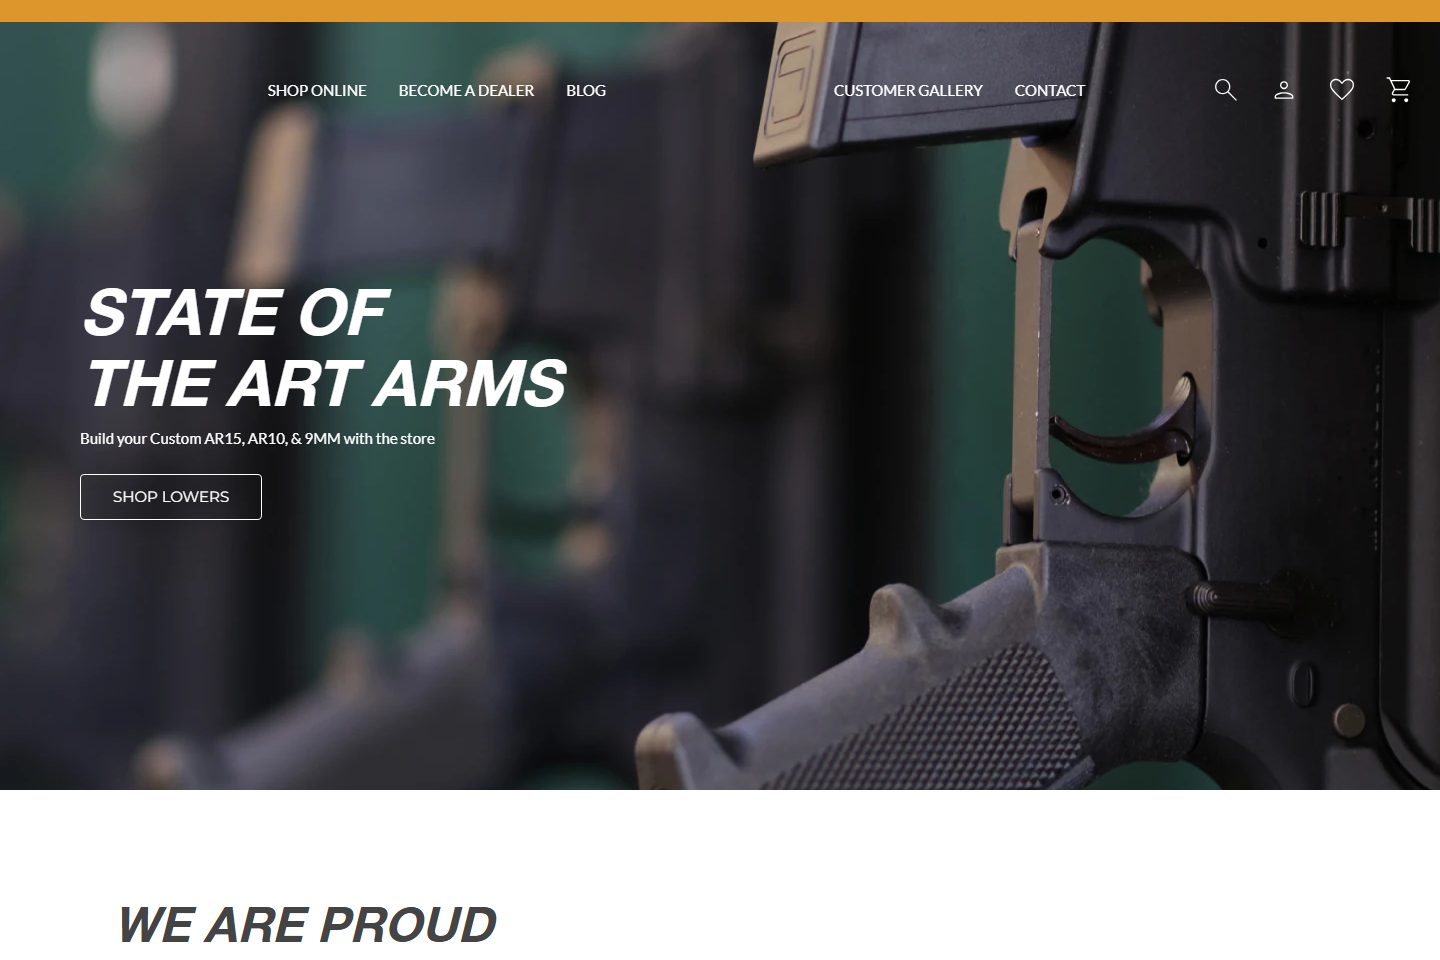 SHOP ONLINE BECOME A DEALER BLOG CUSTOMER GALLERY CONTACT
STATE OF
THE ART ARMS
Build your Custom AR15, AR10, & 9MM with the store
SHOP LOWERS
WE ARE PROUD